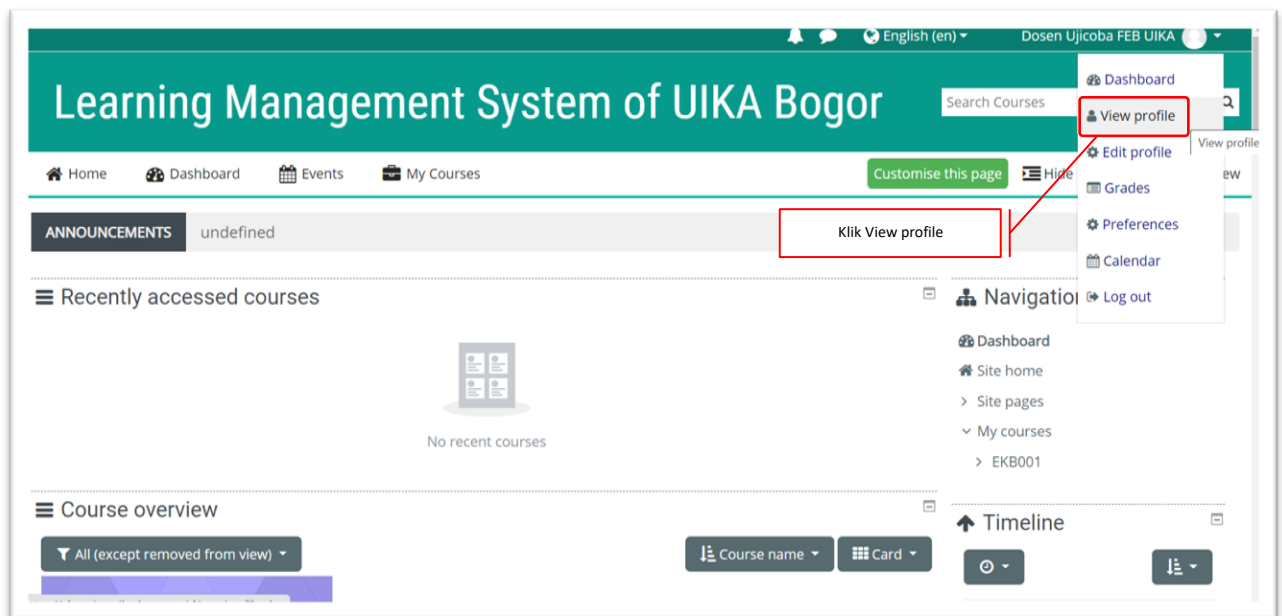 English (en)
Dosen Ujicoba FEB UIKA
Learning Management System of UIKA Bogor
Search Courses
Dashboard
View profile
View profile
Edit profile
Grades
Preferences
Calendar
Log out
Home
Dashboard
Events
My Courses
Customise this page
Hide
ew
ANNOUNCEMENTS
undefined
Klik View profile
Recently accessed courses
No recent courses
Navigation
Dashboard
Site home
Site pages
My courses
EKB001
Course overview
All (except removed from view)
Course name
Card
Timeline